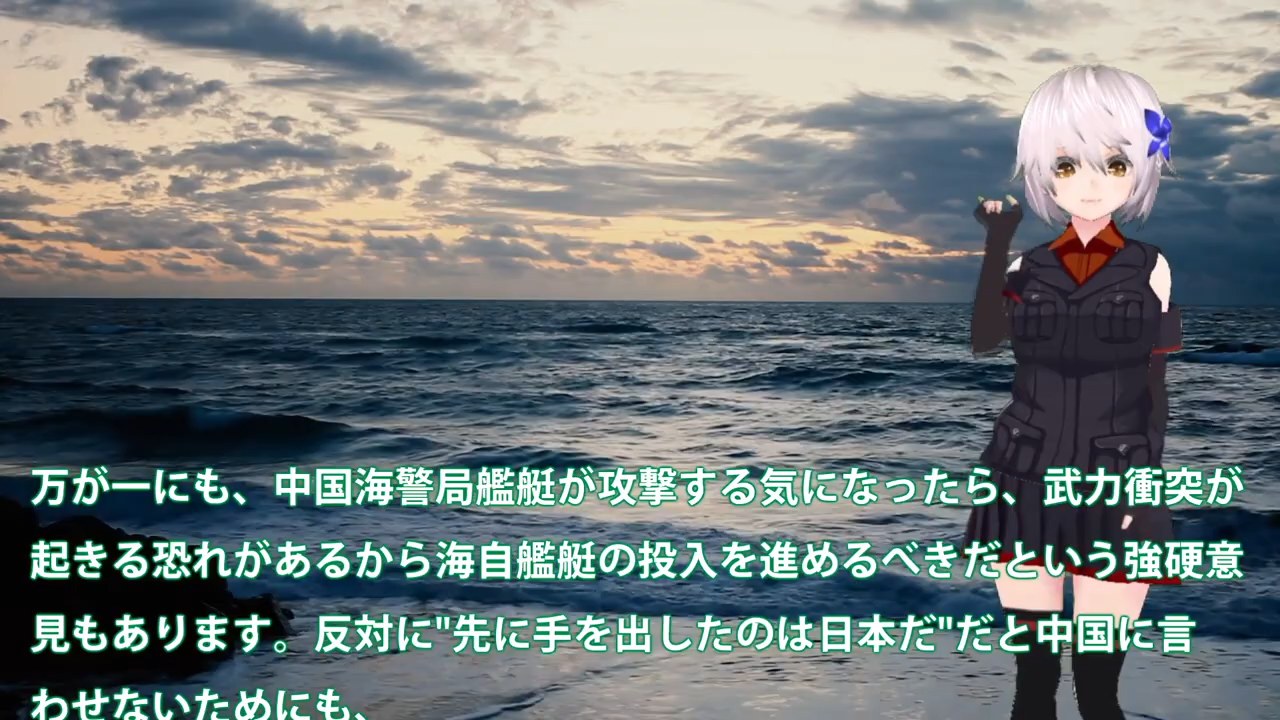 万が一にも、中国海警局艦艇が攻撃する気になったら、武力衝突が
起きる恐れがあるから海自艦艇の投入を進めるべきだという強硬意
見もあります。反対に"先に手を出したのは日本だ"だと中国に言
わせないためにも、